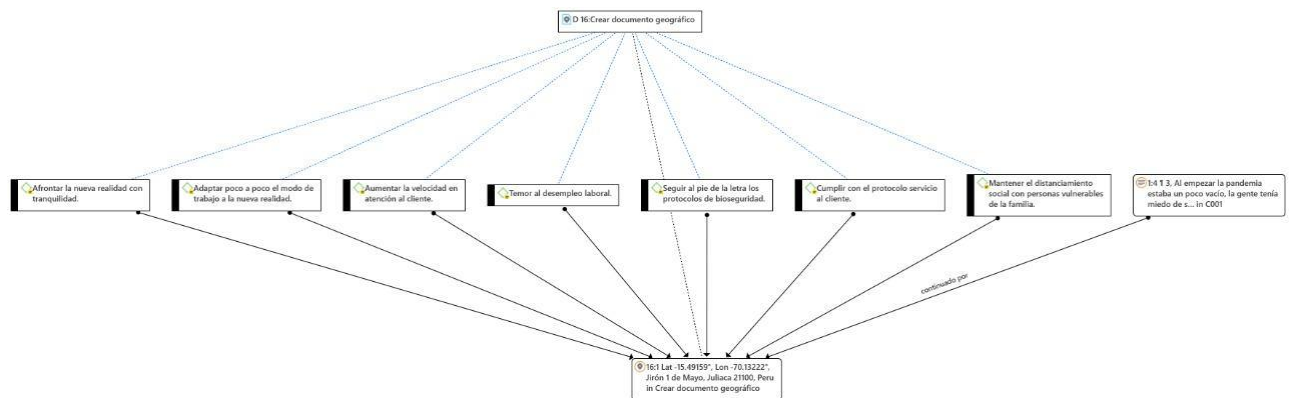 D 16:Crear documento geográfico
Afrontar la nueva realidad con
tranquilidad.
Adaptar poco a poco el modo de
trabajo a la nueva realidad.
Aumentar la velocidad en
atención al cliente.
Temor al desempleo laboral.
Seguir al pie de la letra los
protocolos de bioseguridad.
Cumplir con el protocolo servicio
al cliente.
Mantener el distanciamiento
social con personas vulnerables
de la familia.
1:4 ¶ 3, Al empezar la pandemia
estaba un poco vacío, la gente tenía
miedo de s... in C001
continuado por
16:1 Lat -15.49159°, Lon -70.13222°,
Jirón 1 de Mayo, Juliaca 21100, Peru
in Crear documento geográfico